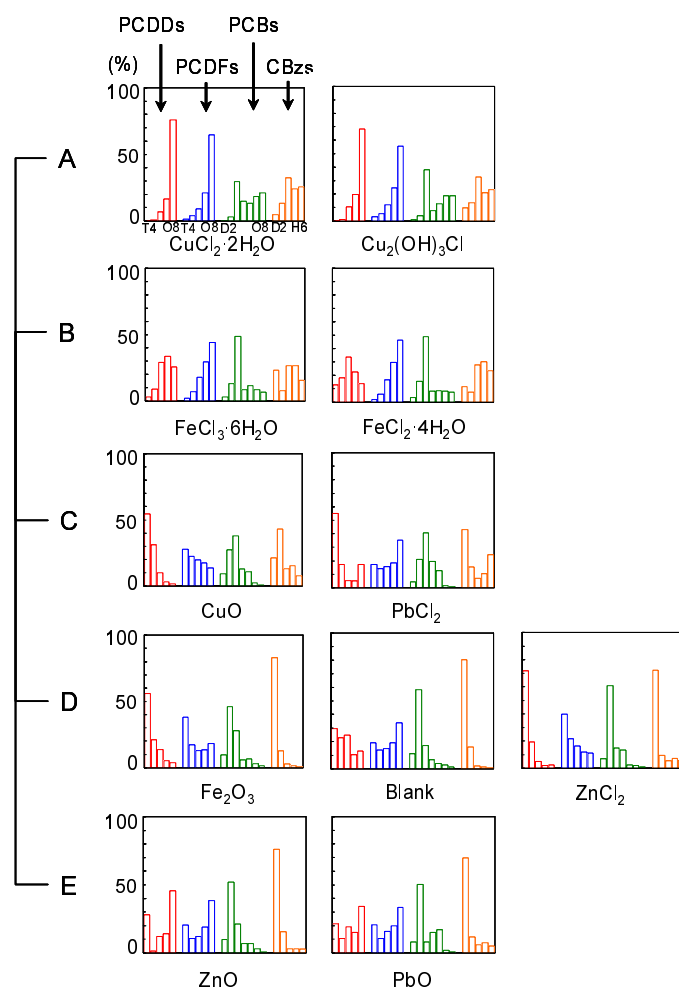 PCDDs PCBs
(%) PCDFs CBzs
100
50
0
A
T4 O8 T4 O8 D2 O8 D2 H6
CuCl₂·2H₂O Cu₂(OH)₃Cl
100
50
0
B
FeCl₃·6H₂O FeCl₂·4H₂O
100
50
0
C
CuO PbCl₂
100
50
0
D
Fe₂O₃ Blank ZnCl₂
100
50
0
E
ZnO PbO